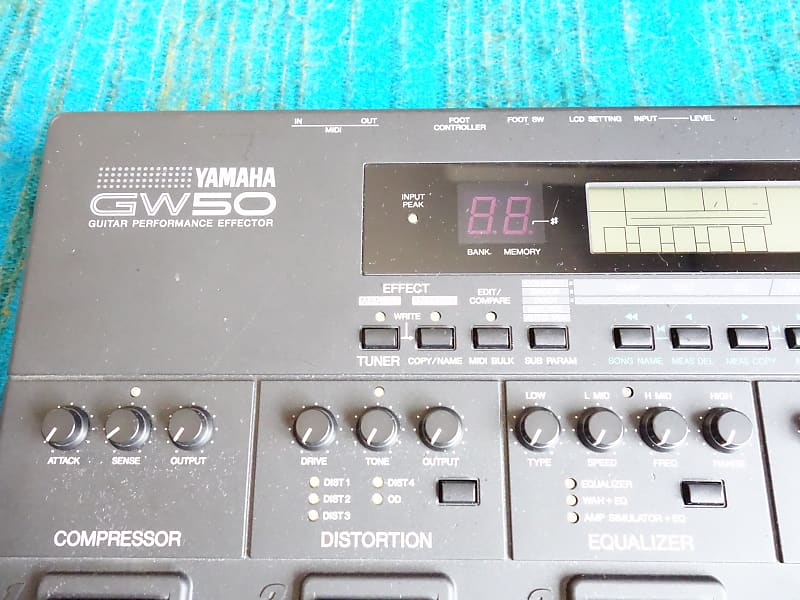 IN OUT
MIDI
FOOT CONTROLLER
FOOT SW
LCD SETTING
INPUT LEVEL
YAMAHA
GW50
GUITAR PERFORMANCE EFFECTOR
INPUT PEAK
8.8.
#
BANK MEMORY
EFFECT
EDIT/COMPARE
WRITE
TUNER COPY/NAME MIDI BULK SUB PARAM SONG NAME MEAS DEL MEAS COPY
LOW L MID H MID HIGH
ATTACK SENSE OUTPUT DRIVE TONE OUTPUT TYPE SPEED FREQ RANGE
DIST 1 DIST 4 EQUALIZER
DIST 2 OD WAH + EQ
DIST 3 AMP SIMULATOR + EQ
COMPRESSOR DISTORTION EQUALIZER